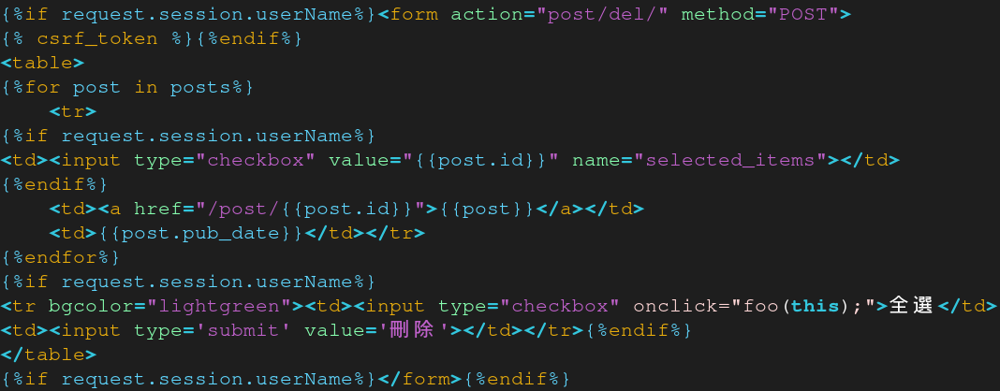 {%if request.session.userName%}<form action="post/del/" method="POST">
{% csrf_token %}{%endif%}
<table>
{%for post in posts%}
    <tr>
{%if request.session.userName%}
<td><input type="checkbox" value="{{post.id}}" name="selected_items"></td>
{%endif%}
    <td><a href="/post/{{post.id}}">{{post}}</a></td>
    <td>{{post.pub_date}}</td></tr>
{%endfor%}
{%if request.session.userName%}
<tr bgcolor="lightgreen"><td><input type="checkbox" onclick="foo(this);">全選</td>
<td><input type='submit' value='刪除'></td></tr>{%endif%}
</table>
{%if request.session.userName%}</form>{%endif%}